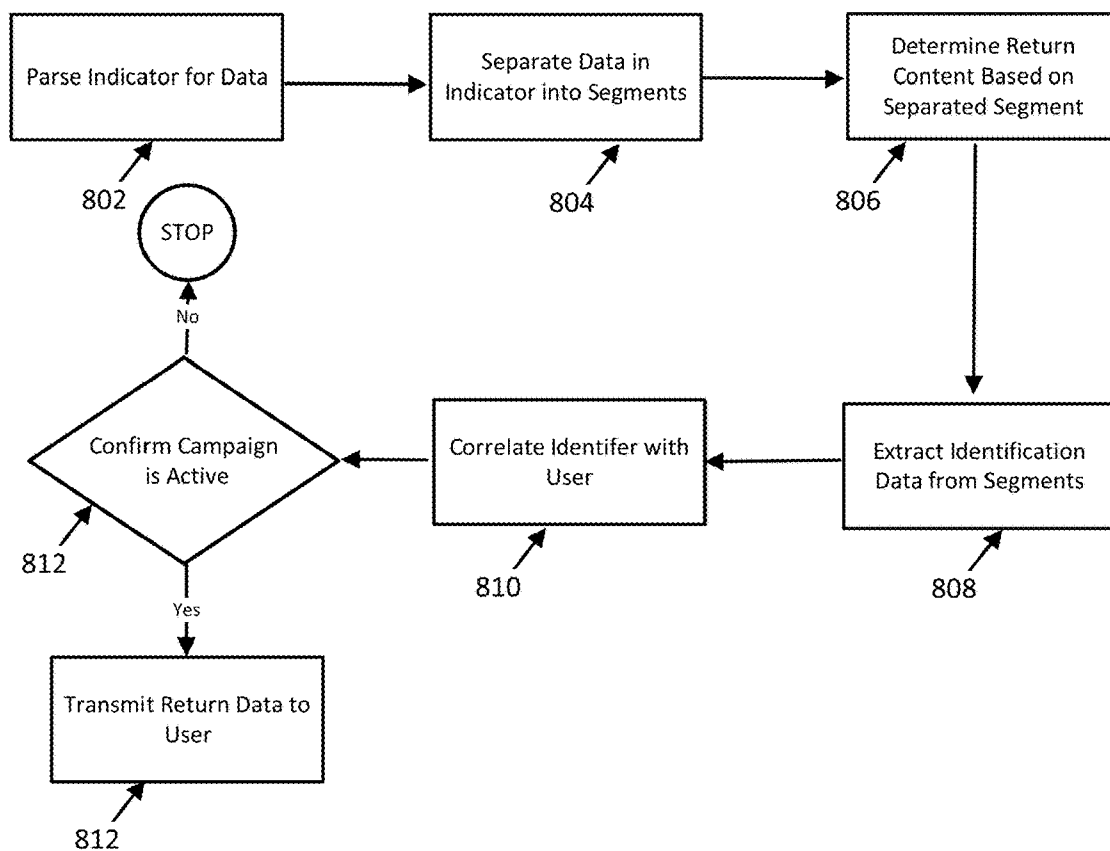 Parse Indicator for Data
802
Separate Data in
Indicator into Segments
804
Determine Return
Content Based on
Separated Segment
806
Extract Identification
Data from Segments
808
Correlate Identifer with
User
810
Confirm Campaign
is Active
812
No
STOP
Yes
Transmit Return Data to
User
812